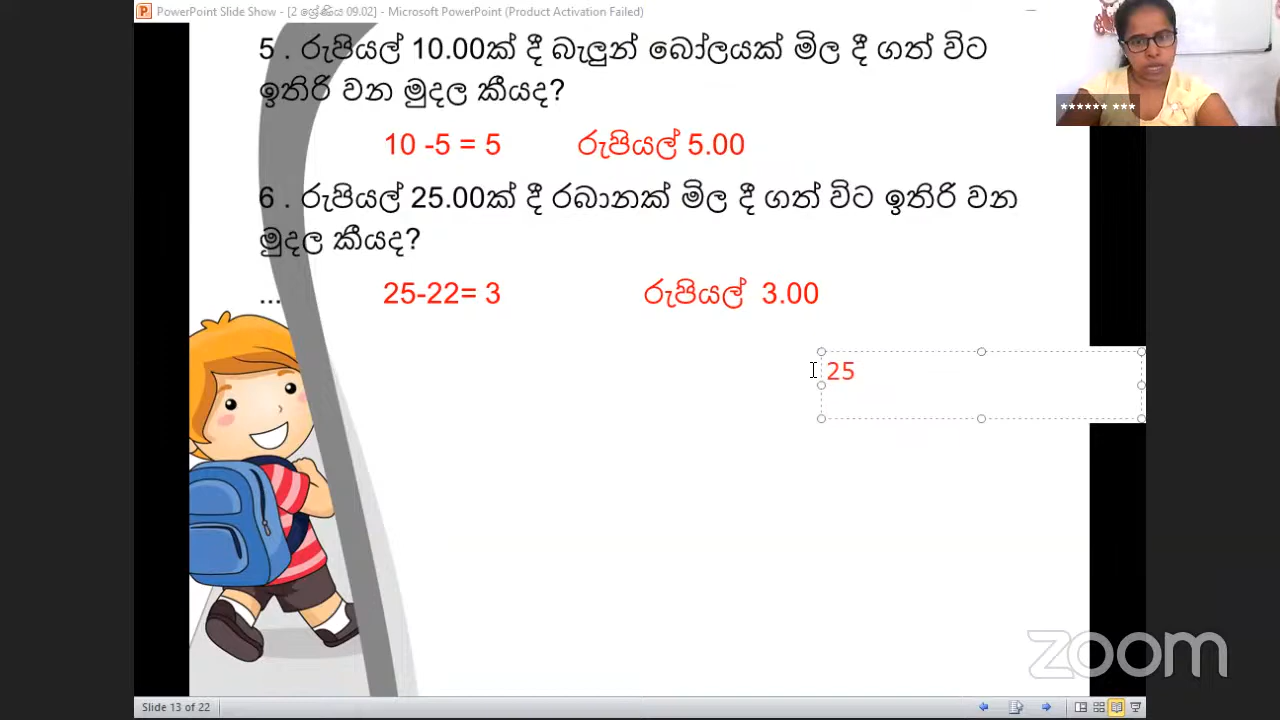 PowerPoint Slide Show - [2 ශ්‍රේණිය 09.02] - Microsoft PowerPoint (Product Activation Failed)
5 . රුපියල් 10.00ක් දී බැලුන් බෝලයක් මිල දී ගත් විට
ඉතිරි වන මුදල කීයද?
10 -5 = 5 රුපියල් 5.00
6 . රුපියල් 25.00ක් දී රබානක් මිල දී ගත් විට ඉතිරි වන
මුදල කීයද?
... 25-22= 3 රුපියල් 3.00
25
****** ***
zoom
Slide 13 of 22